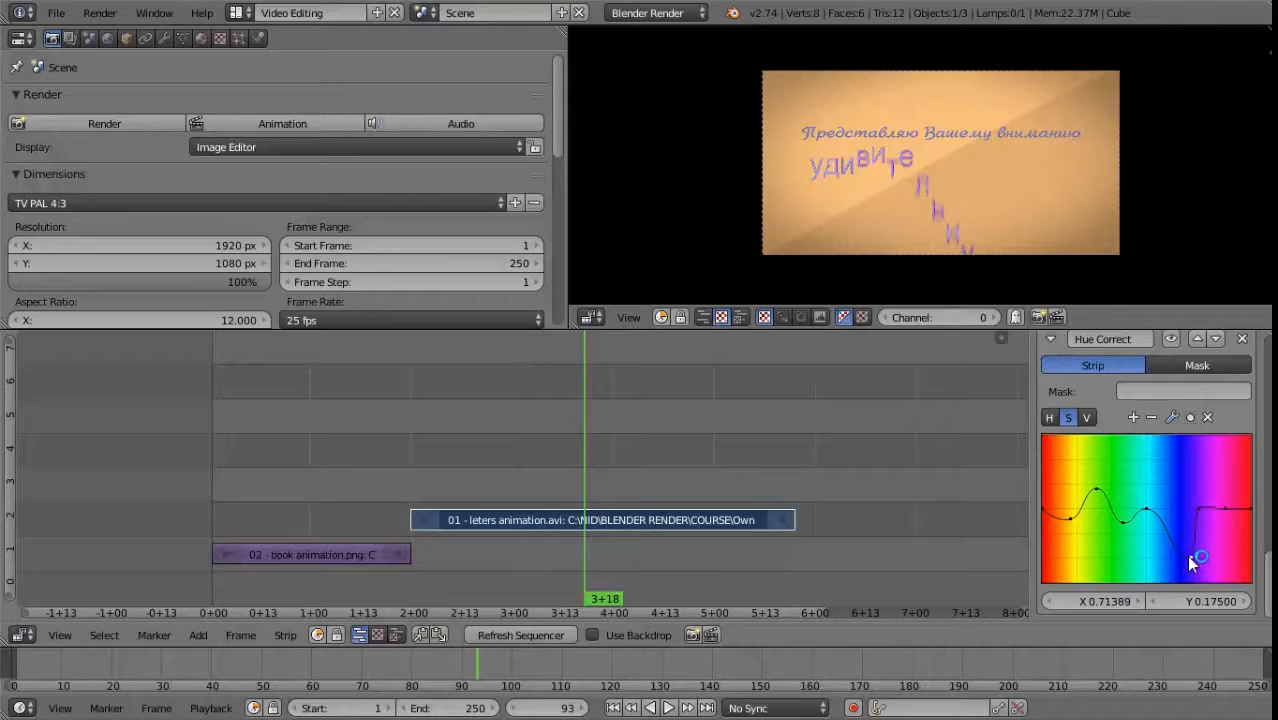 File Render Window Help Video Editing Scene Blender Render v2.74 | Verts:8 | Faces:6 | Tris:12 | Objects:1/3 | Lamps:0/1 | Mem:22.37M | Cube
Scene
Render
Render Animation Audio
Display: Image Editor
Dimensions
TV PAL 4:3
Resolution: Frame Range:
X: 1920 px Start Frame: 1
Y: 1080 px End Frame: 250
100% Frame Step: 1
Aspect Ratio: Frame Rate:
X: 12.000 25 fps
Представляю Вашему вниманию
удивителнну
View Channel: 0
Hue Correct
Strip Mask
Mask:
H S V
X 0.71389 Y 0.17500
7
6
5
4
3
2
1
0
01 - leters animation.avi: C:\NID\BLENDER RENDER\COURSE\Own
02 - book animation.png: C
3+18
-1+13 -1+00 -0+13 0+00 0+13 1+00 1+13 2+00 2+13 3+00 3+13 4+00 4+13 5+00 5+13 6+00 6+13 7+00 7+13 8+00
View Select Marker Add Frame Strip Refresh Sequencer Use Backdrop
0 10 20 30 40 50 60 70 80 90 100 110 120 130 140 150 160 170 180 190 200 210 220 230 240 250
View Marker Frame Playback Start: 1 End: 250 93 No Sync